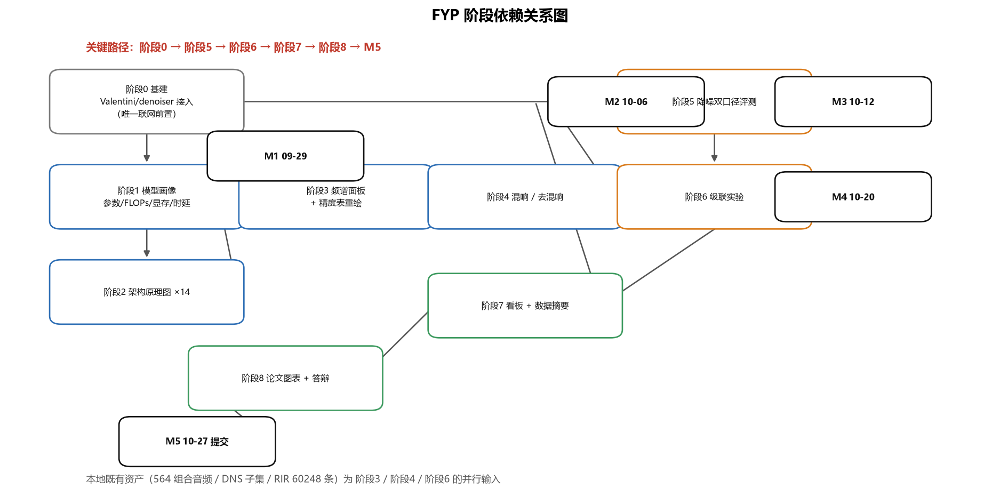 FYP 阶段依赖关系图
关键路径：阶段0 → 阶段5 → 阶段6 → 阶段7 → 阶段8 → M5
阶段0 基建
Valentini/denoiser 接入
（唯一联网前置）
M2 10-06
阶段5 降噪双口径评测
M3 10-12
M1 09-29
阶段1 模型画像
参数/FLOPs/显存/时延
阶段3 频谱面板
+ 精度表重绘
阶段4 混响 / 去混响
阶段6 级联实验
M4 10-20
阶段2 架构原理图 ×14
阶段7 看板 + 数据摘要
阶段8 论文图表 + 答辩
M5 10-27 提交
本地既有资产（564 组合音频 / DNS 子集 / RIR 60248 条）为 阶段3 / 阶段4 / 阶段6 的并行输入